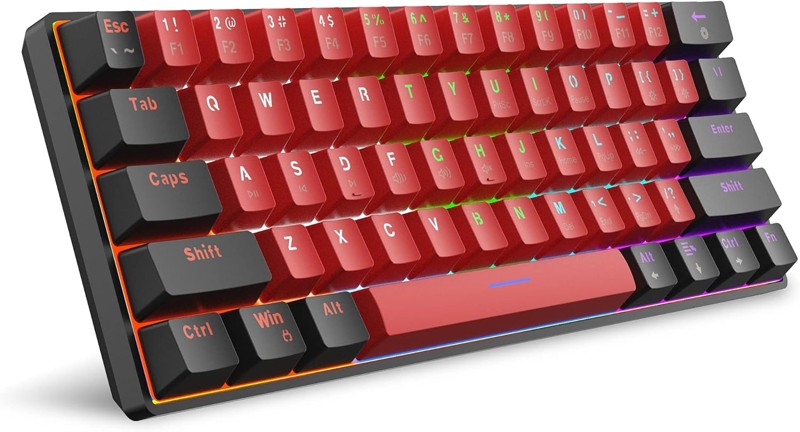 Esc 1! 2@ 3# 4$ 5% 6^ 7& 8* 9( 0) -_ =+
`~ F1 F2 F3 F4 F5 F6 F7 F8 F9 F10 F11 F12
Tab Q W E R T Y U I O P [{ ]} \|
Caps A S D F G H J K L ;: '" Enter
Shift Z X C V B N M ,< .> /? Shift
Ctrl Win Alt Alt Ctrl Fn